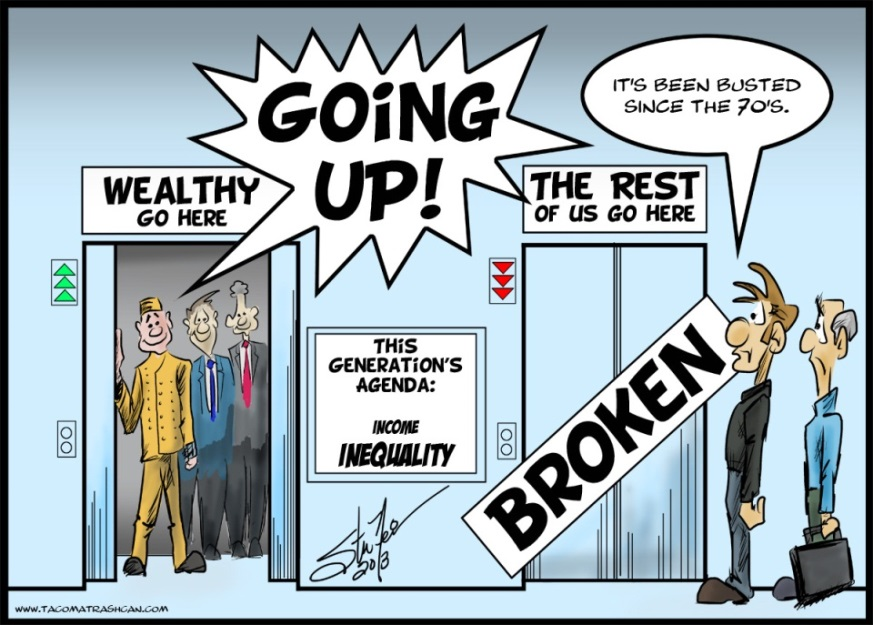 GOiNG
UP!
IT'S BEEN BUSTED
SINCE THE 70'S.
WEALTHY
GO HERE
THE REST
OF US GO HERE
THiS
GENERATION'S
AGENDA:
INCOME
INEQUALITY
BROKEN
2013
WWW.TACOMATRASHCAN.COM